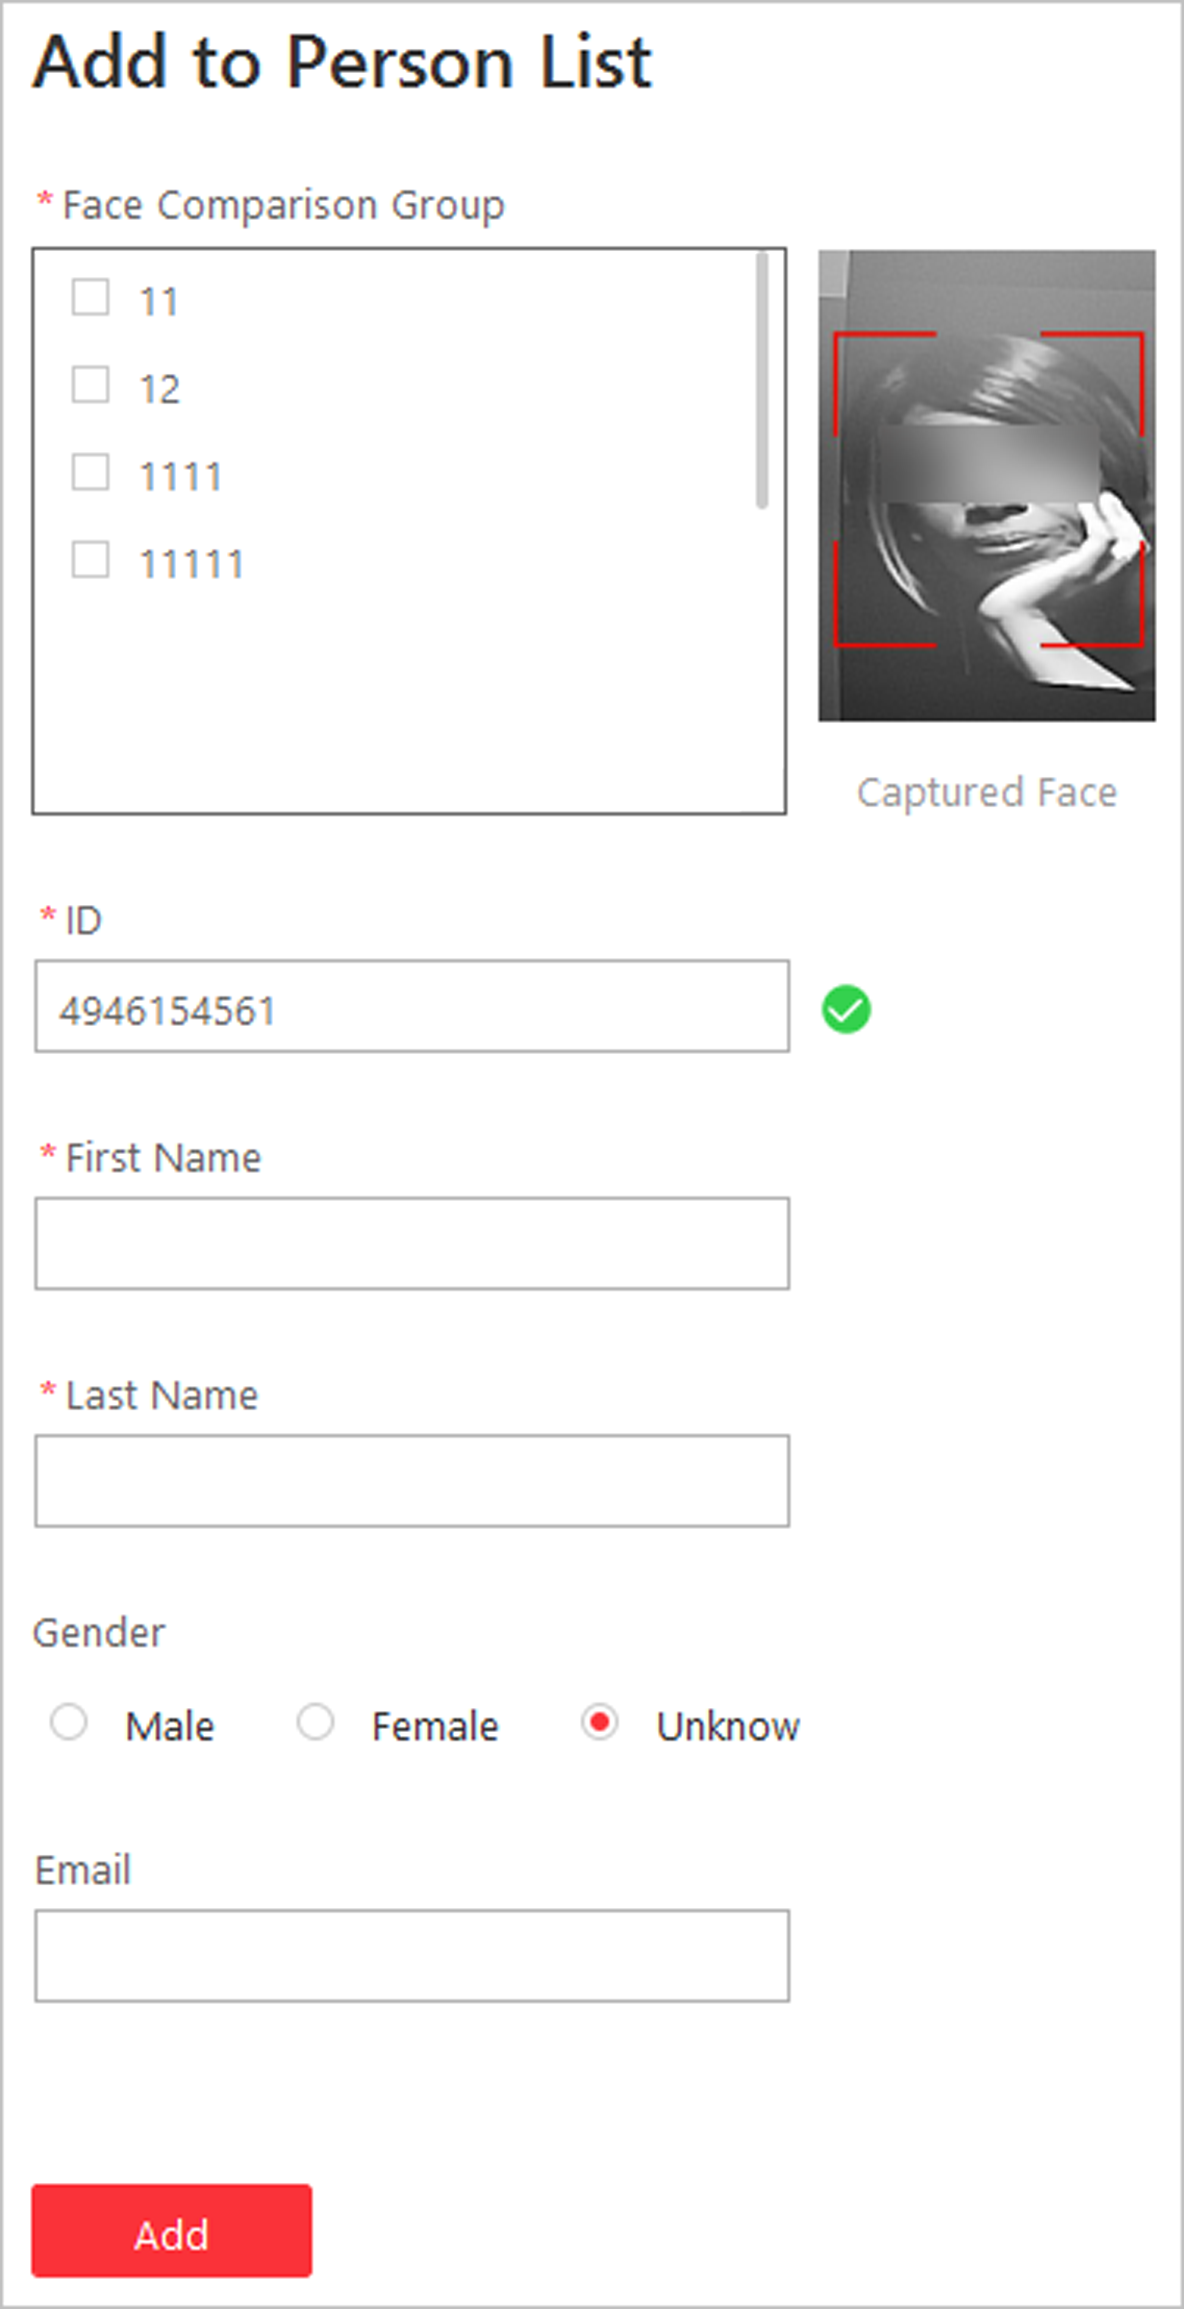 Add to Person List
* Face Comparison Group
11
12
1111
11111
Captured Face
* ID
4946154561
* First Name
* Last Name
Gender
Male Female Unknow
Email
Add